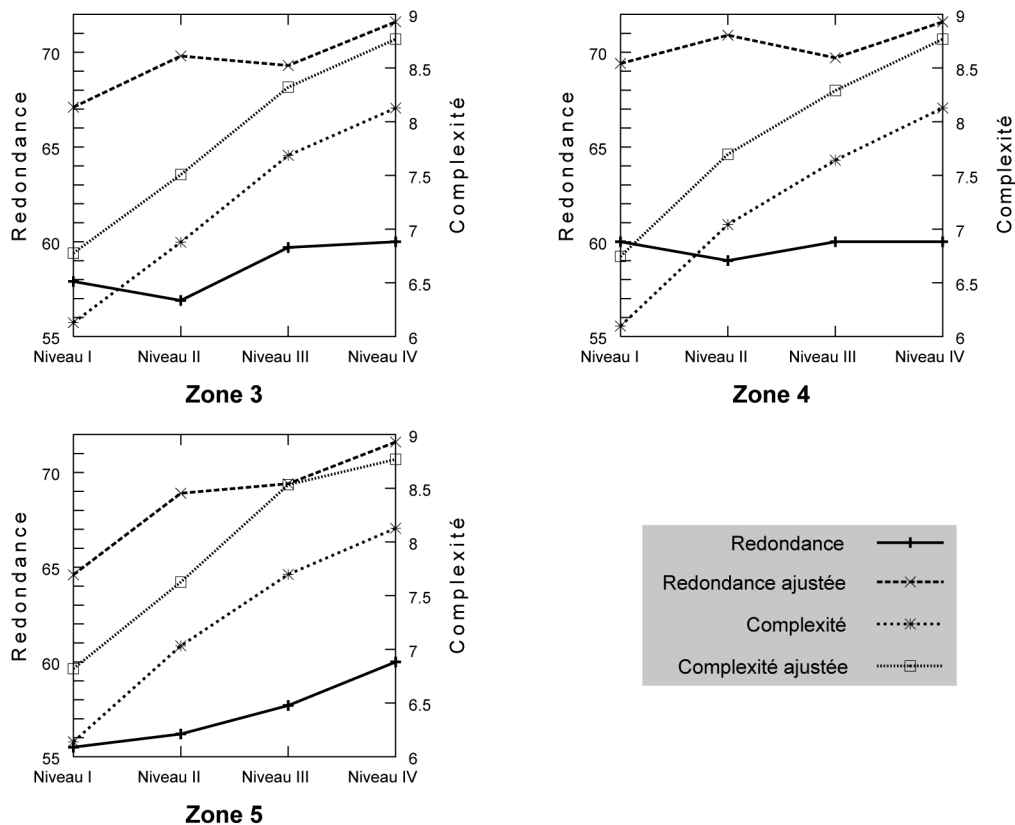 Redondance
70
65
60
55
9
8.5
8
7.5
7
6.5
6
Complexité
Niveau I
Niveau II
Niveau III
Niveau IV
Zone 3
Redondance
70
65
60
55
9
8.5
8
7.5
7
6.5
6
Complexité
Niveau I
Niveau II
Niveau III
Niveau IV
Zone 4
Redondance
70
65
60
55
9
8.5
8
7.5
7
6.5
6
Complexité
Niveau I
Niveau II
Niveau III
Niveau IV
Zone 5
Redondance
Redondance ajustée
Complexité
Complexité ajustée